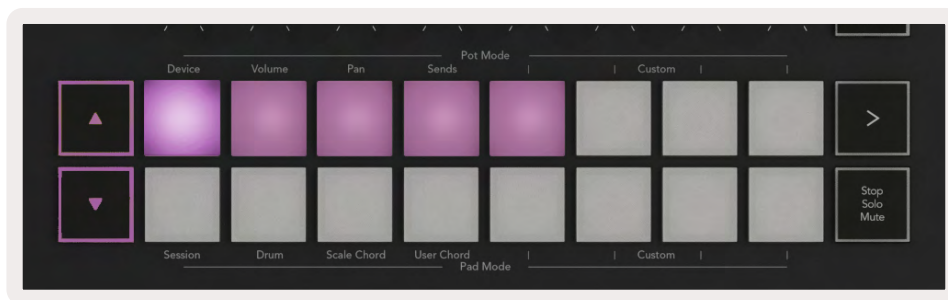 Pot Mode
Device Volume Pan Sends Custom
▲ >
▼ Stop
Solo
Mute
Session Drum Scale Chord User Chord Custom
Pad Mode